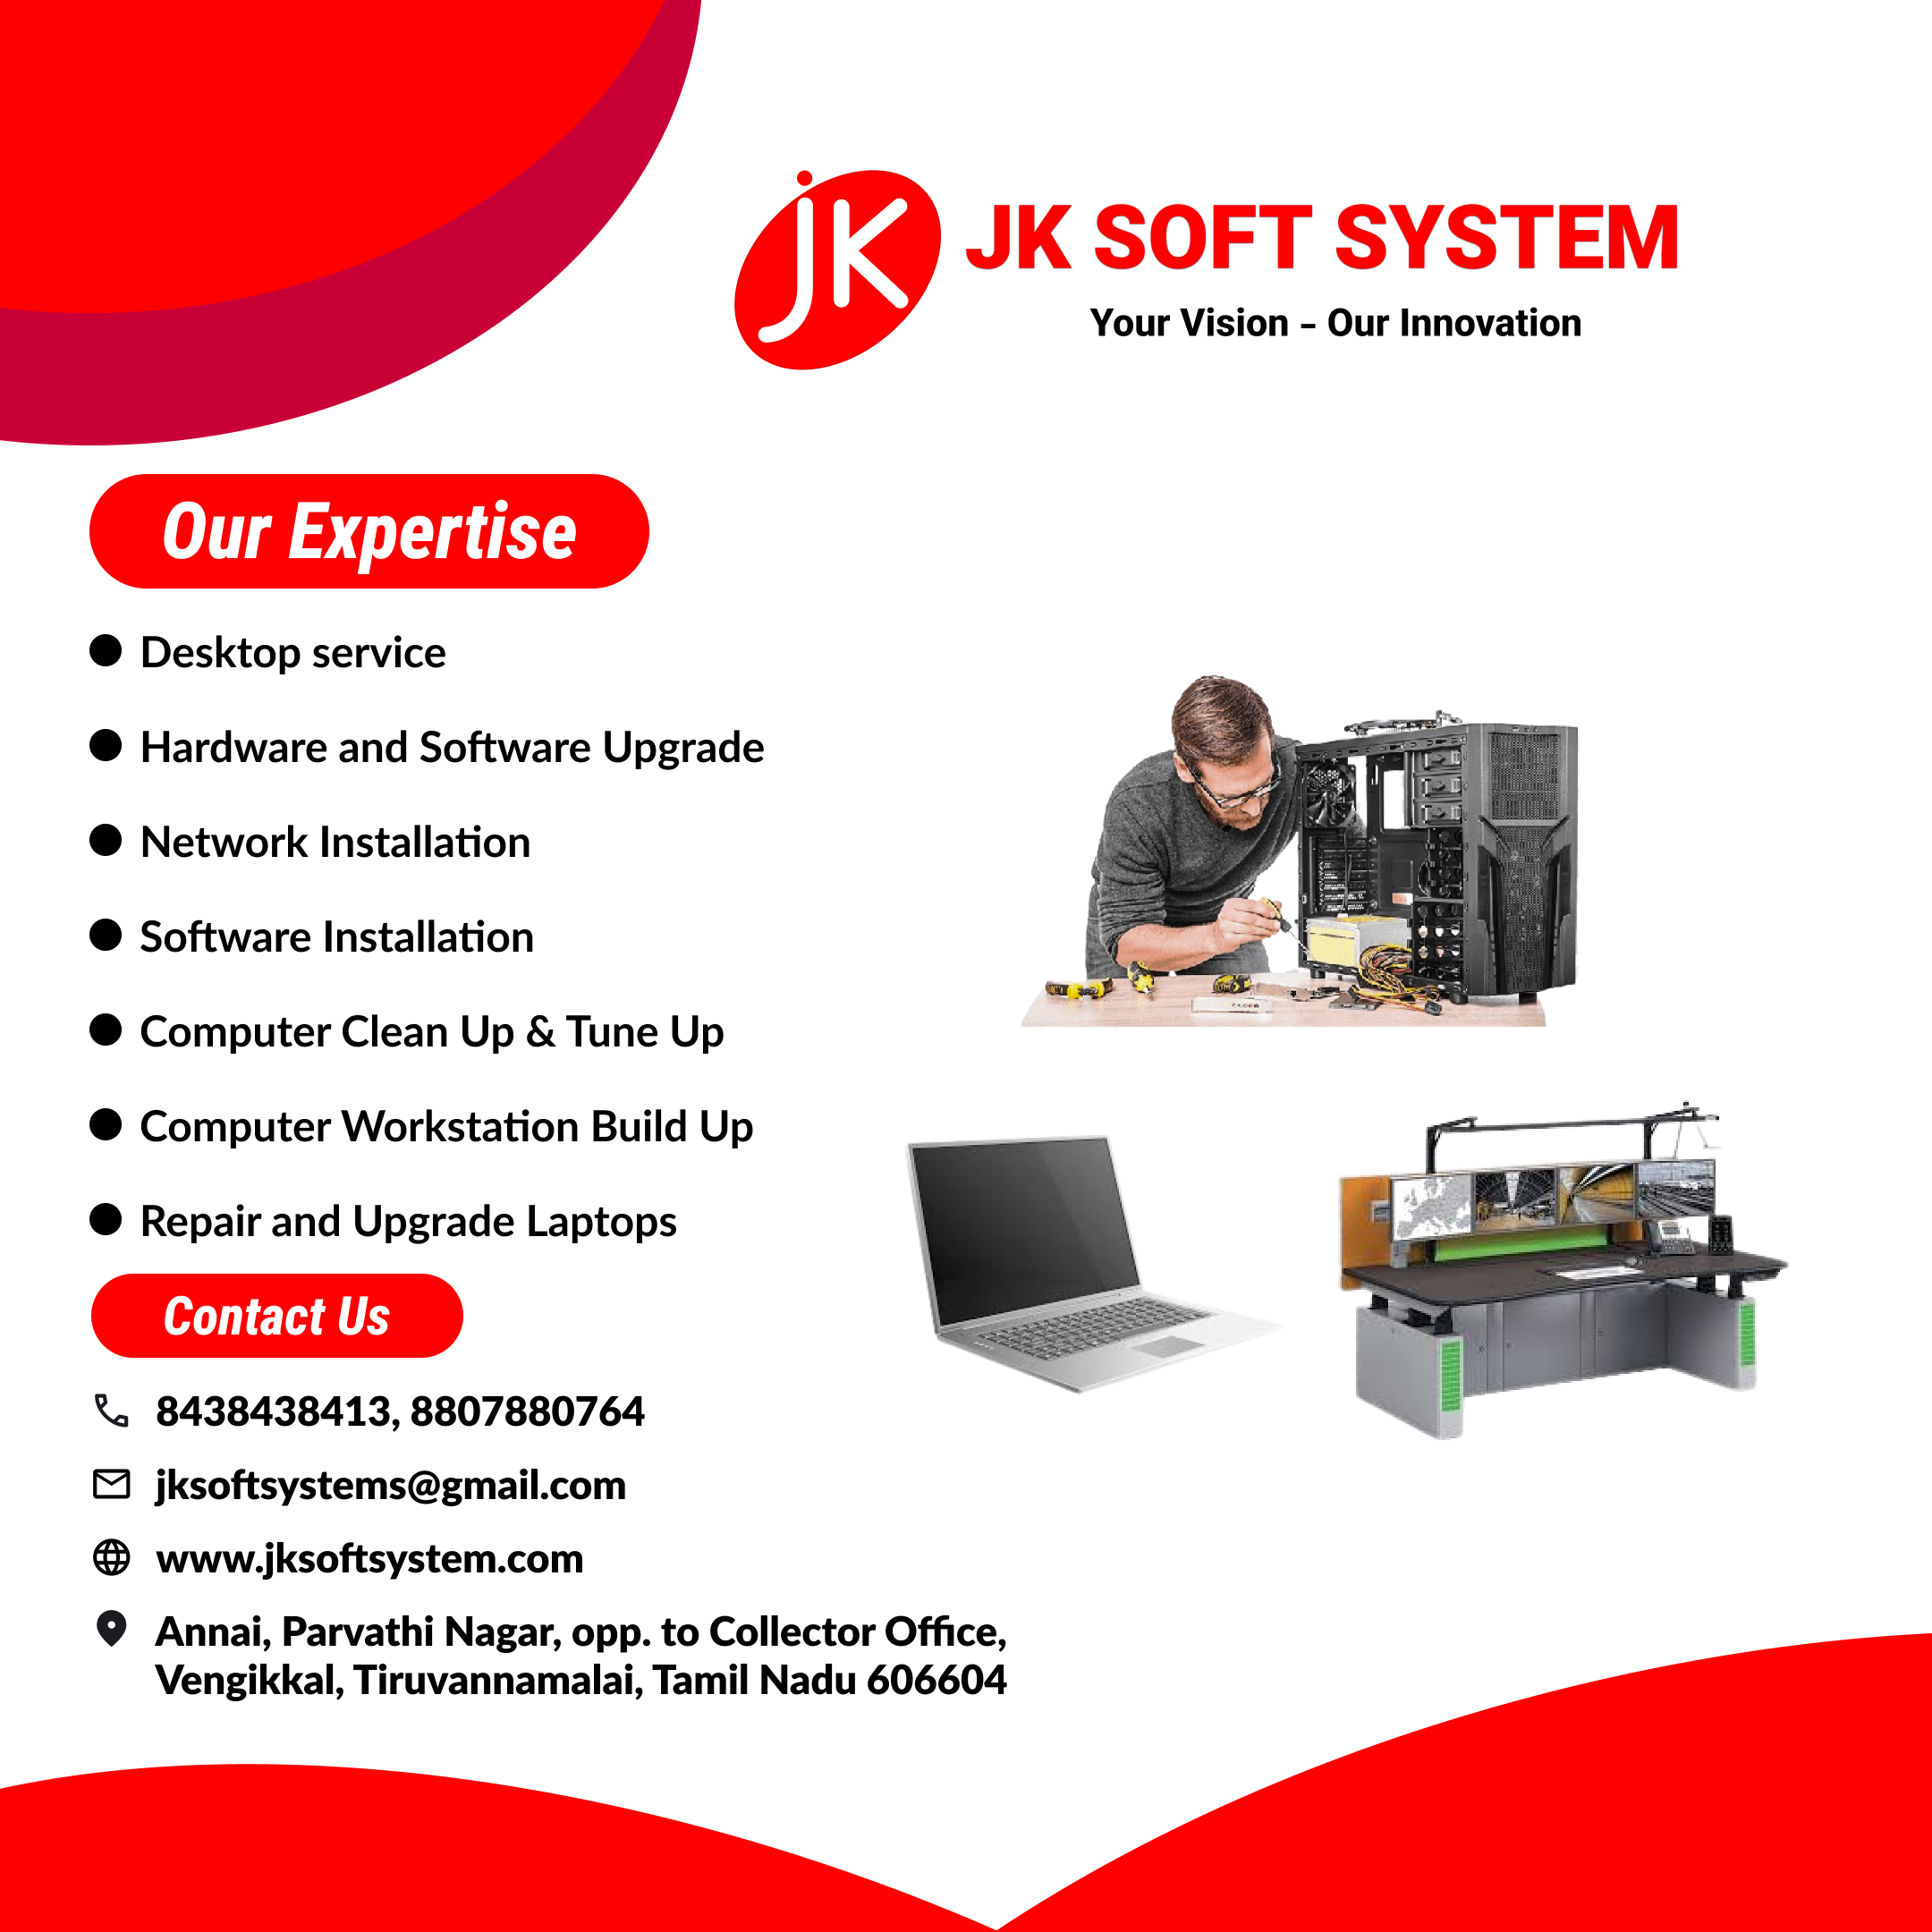 jK
JK SOFT SYSTEM
Your Vision - Our Innovation
Our Expertise
Desktop service
Hardware and Software Upgrade
Network Installation
Software Installation
Computer Clean Up & Tune Up
Computer Workstation Build Up
Repair and Upgrade Laptops
Contact Us
8438438413, 8807880764
jksoftsystems@gmail.com
www.jksoftsystem.com
Annai, Parvathi Nagar, opp. to Collector Office,
Vengikkal, Tiruvannamalai, Tamil Nadu 606604